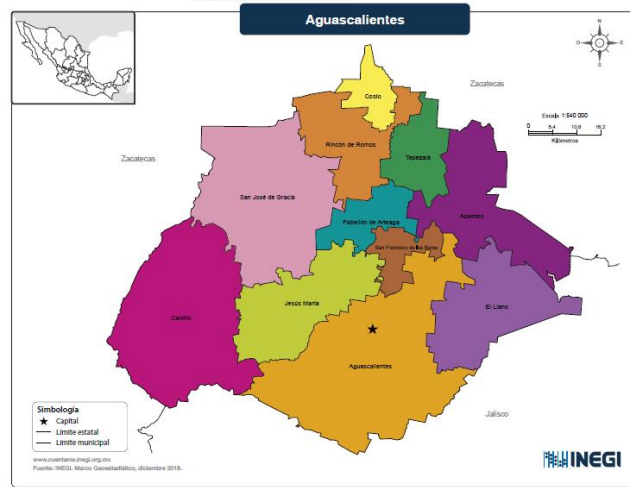 Aguascalientes
N
O
E
S
Zacatecas
Escala 1:540 000
0 5.4 10.8 16.2
Kilómetros
Cosío
Rincón de Romos
Tepezalá
Zacatecas
San José de Gracia
Asientos
Pabellón de Arteaga
San Francisco de los Romo
Jesús María
El Llano
Calvillo
Aguascalientes
Jalisco
Simbología
Capital
Límite estatal
Límite municipal
www.cuentame.inegi.org.mx
Fuente: INEGI. Marco Geoestadístico, diciembre 2018.
INEGI